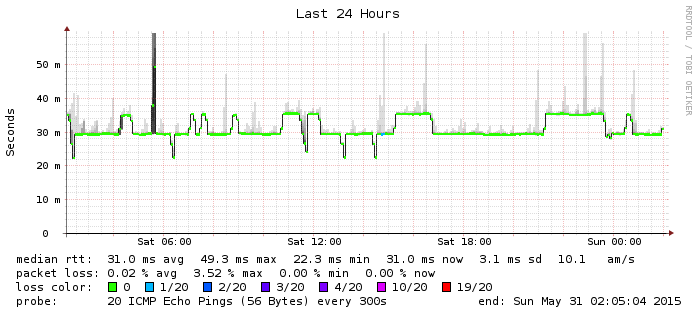 Last 24 Hours
RRDTOOL / TOBI OETIKER
Seconds
50 m
40 m
30 m
20 m
10 m
0
Sat 06:00 Sat 12:00 Sat 18:00 Sun 00:00
median rtt: 31.0 ms avg 49.3 ms max 22.3 ms min 31.0 ms now 3.1 ms sd 10.1 am/s
packet loss: 0.02 % avg 3.52 % max 0.00 % min 0.00 % now
loss color: 0 1/20 2/20 3/20 4/20 10/20 19/20
probe: 20 ICMP Echo Pings (56 Bytes) every 300s end: Sun May 31 02:05:04 2015